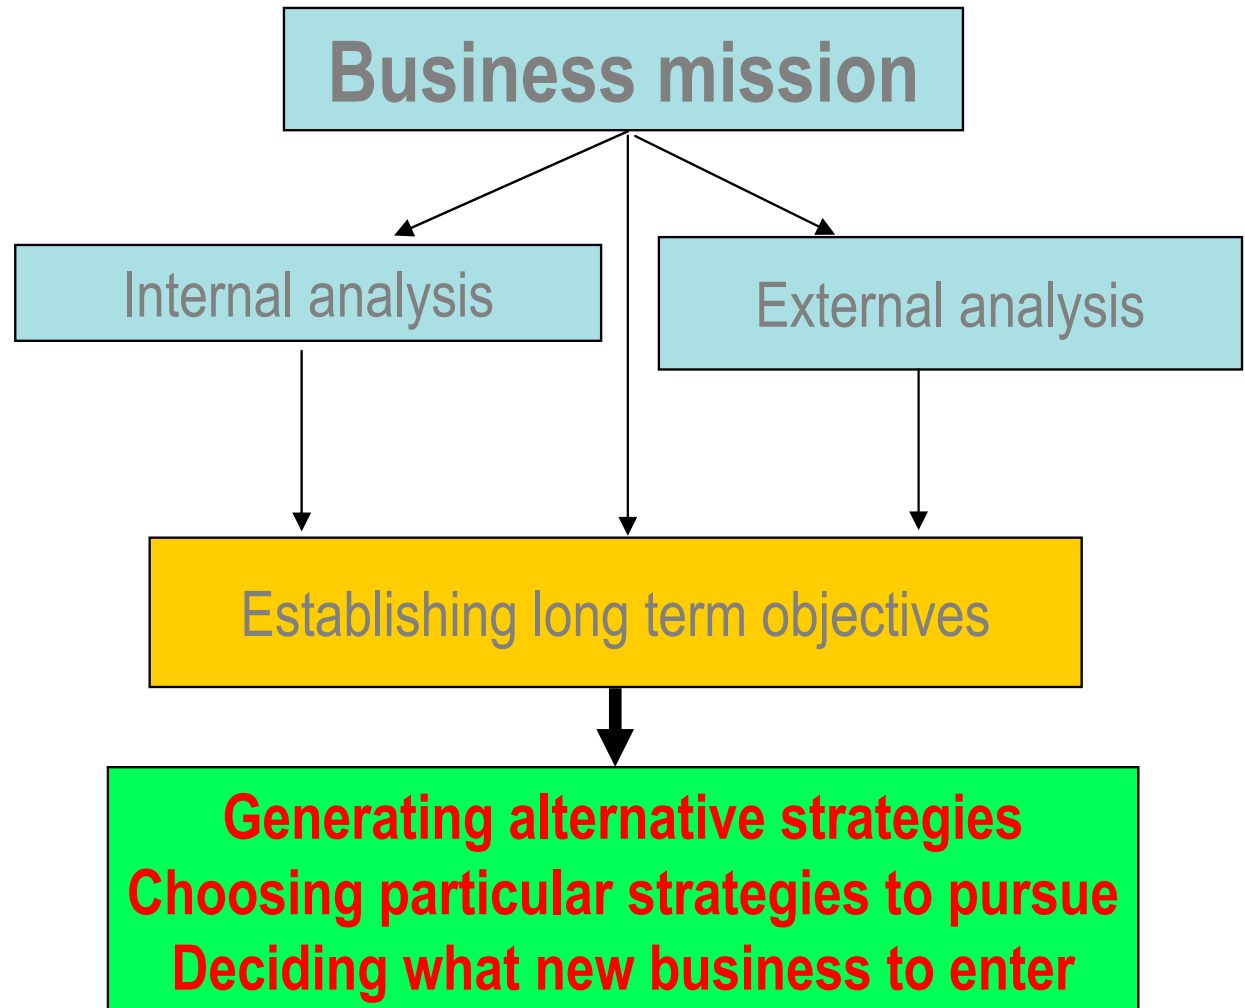 Business mission
Internal analysis
External analysis
Establishing long term objectives
Generating alternative strategies
Choosing particular strategies to pursue
Deciding what new business to enter